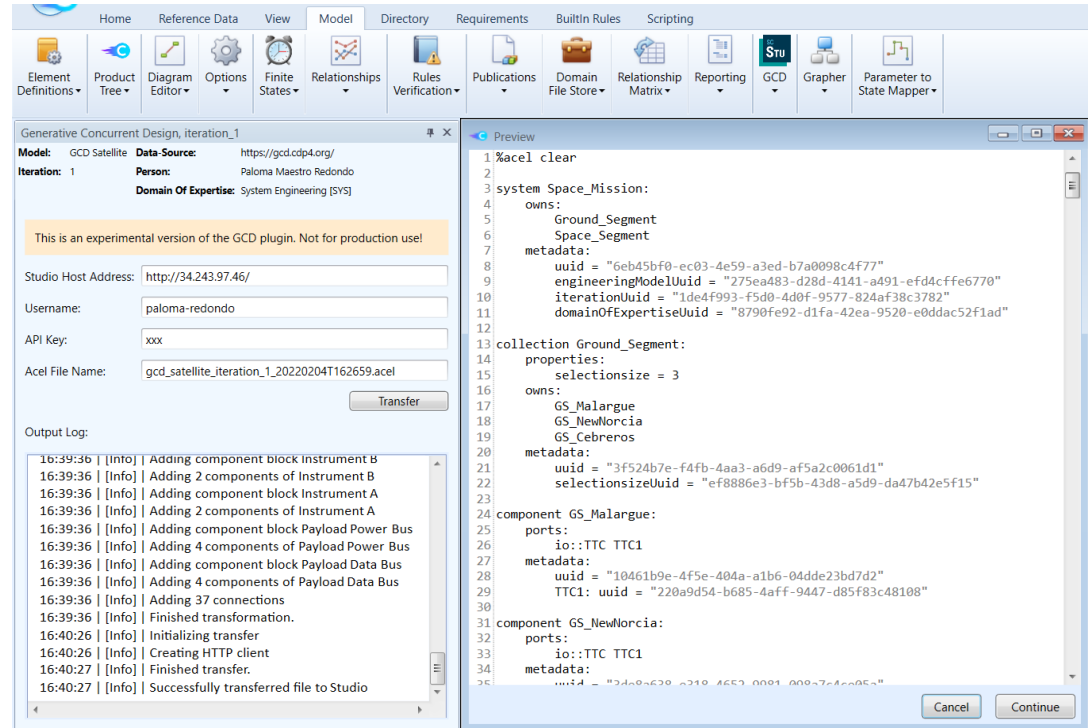 Home Reference Data View Model Directory Requirements BuiltIn Rules Scripting
Element Definitions Product Tree Diagram Editor Options Finite States Relationships Rules Verification Publications Domain File Store Relationship Matrix Reporting SC STU GCD Grapher Parameter to State Mapper
Generative Concurrent Design, iteration_1
Model: GCD Satellite Data-Source: https://gcd.cdp4.org/
Iteration: 1 Person: Paloma Maestro Redondo
Domain Of Expertise: System Engineering [SYS]
This is an experimental version of the GCD plugin. Not for production use!
Studio Host Address: http://34.243.97.46/
Username: paloma-redondo
API Key: xxx
Acel File Name: gcd_satellite_iteration_1_20220204T162659.acel
Transfer
Output Log:
16:39:36 | [Info] | Adding component block Instrument B
16:39:36 | [Info] | Adding 2 components of Instrument B
16:39:36 | [Info] | Adding component block Instrument A
16:39:36 | [Info] | Adding 2 components of Instrument A
16:39:36 | [Info] | Adding component block Payload Power Bus
16:39:36 | [Info] | Adding 4 components of Payload Power Bus
16:39:36 | [Info] | Adding component block Payload Data Bus
16:39:36 | [Info] | Adding 4 components of Payload Data Bus
16:39:36 | [Info] | Adding 37 connections
16:39:36 | [Info] | Finished transformation.
16:40:26 | [Info] | Initializing transfer
16:40:26 | [Info] | Creating HTTP client
16:40:27 | [Info] | Finished transfer.
16:40:27 | [Info] | Successfully transferred file to Studio
Preview
1 %acel clear
2
3 system Space_Mission:
4 owns:
5 Ground_Segment
6 Space_Segment
7 metadata:
8 uuid = "6eb45bf0-ec03-4e59-a3ed-b7a0098c4f77"
9 engineeringModelUuid = "275ea483-d28d-4141-a491-efd4cffe6770"
10 iterationUuid = "1de4f993-f5d0-4d0f-9577-824af38c3782"
11 domainOfExpertiseUuid = "8790fe92-d1fa-42ea-9520-e0ddac52f1ad"
12
13 collection Ground_Segment:
14 properties:
15 selectionsize = 3
16 owns:
17 GS_Malargue
18 GS_NewNorcia
19 GS_Cebreros
20 metadata:
21 uuid = "3f524b7e-f4fb-4aa3-a6d9-af5a2c0061d1"
22 selectionsizeUuid = "ef8886e3-bf5b-43d8-a5d9-da47b42e5f15"
23
24 component GS_Malargue:
25 ports:
26 io::TTC TTC1
27 metadata:
28 uuid = "10461b9e-4f5e-404a-a1b6-04dde23bd7d2"
29 TTC1: uuid = "220a9d54-b685-4aff-9447-d85f83c48108"
30
31 component GS_NewNorcia:
32 ports:
33 io::TTC TTC1
34 metadata:
Cancel Continue